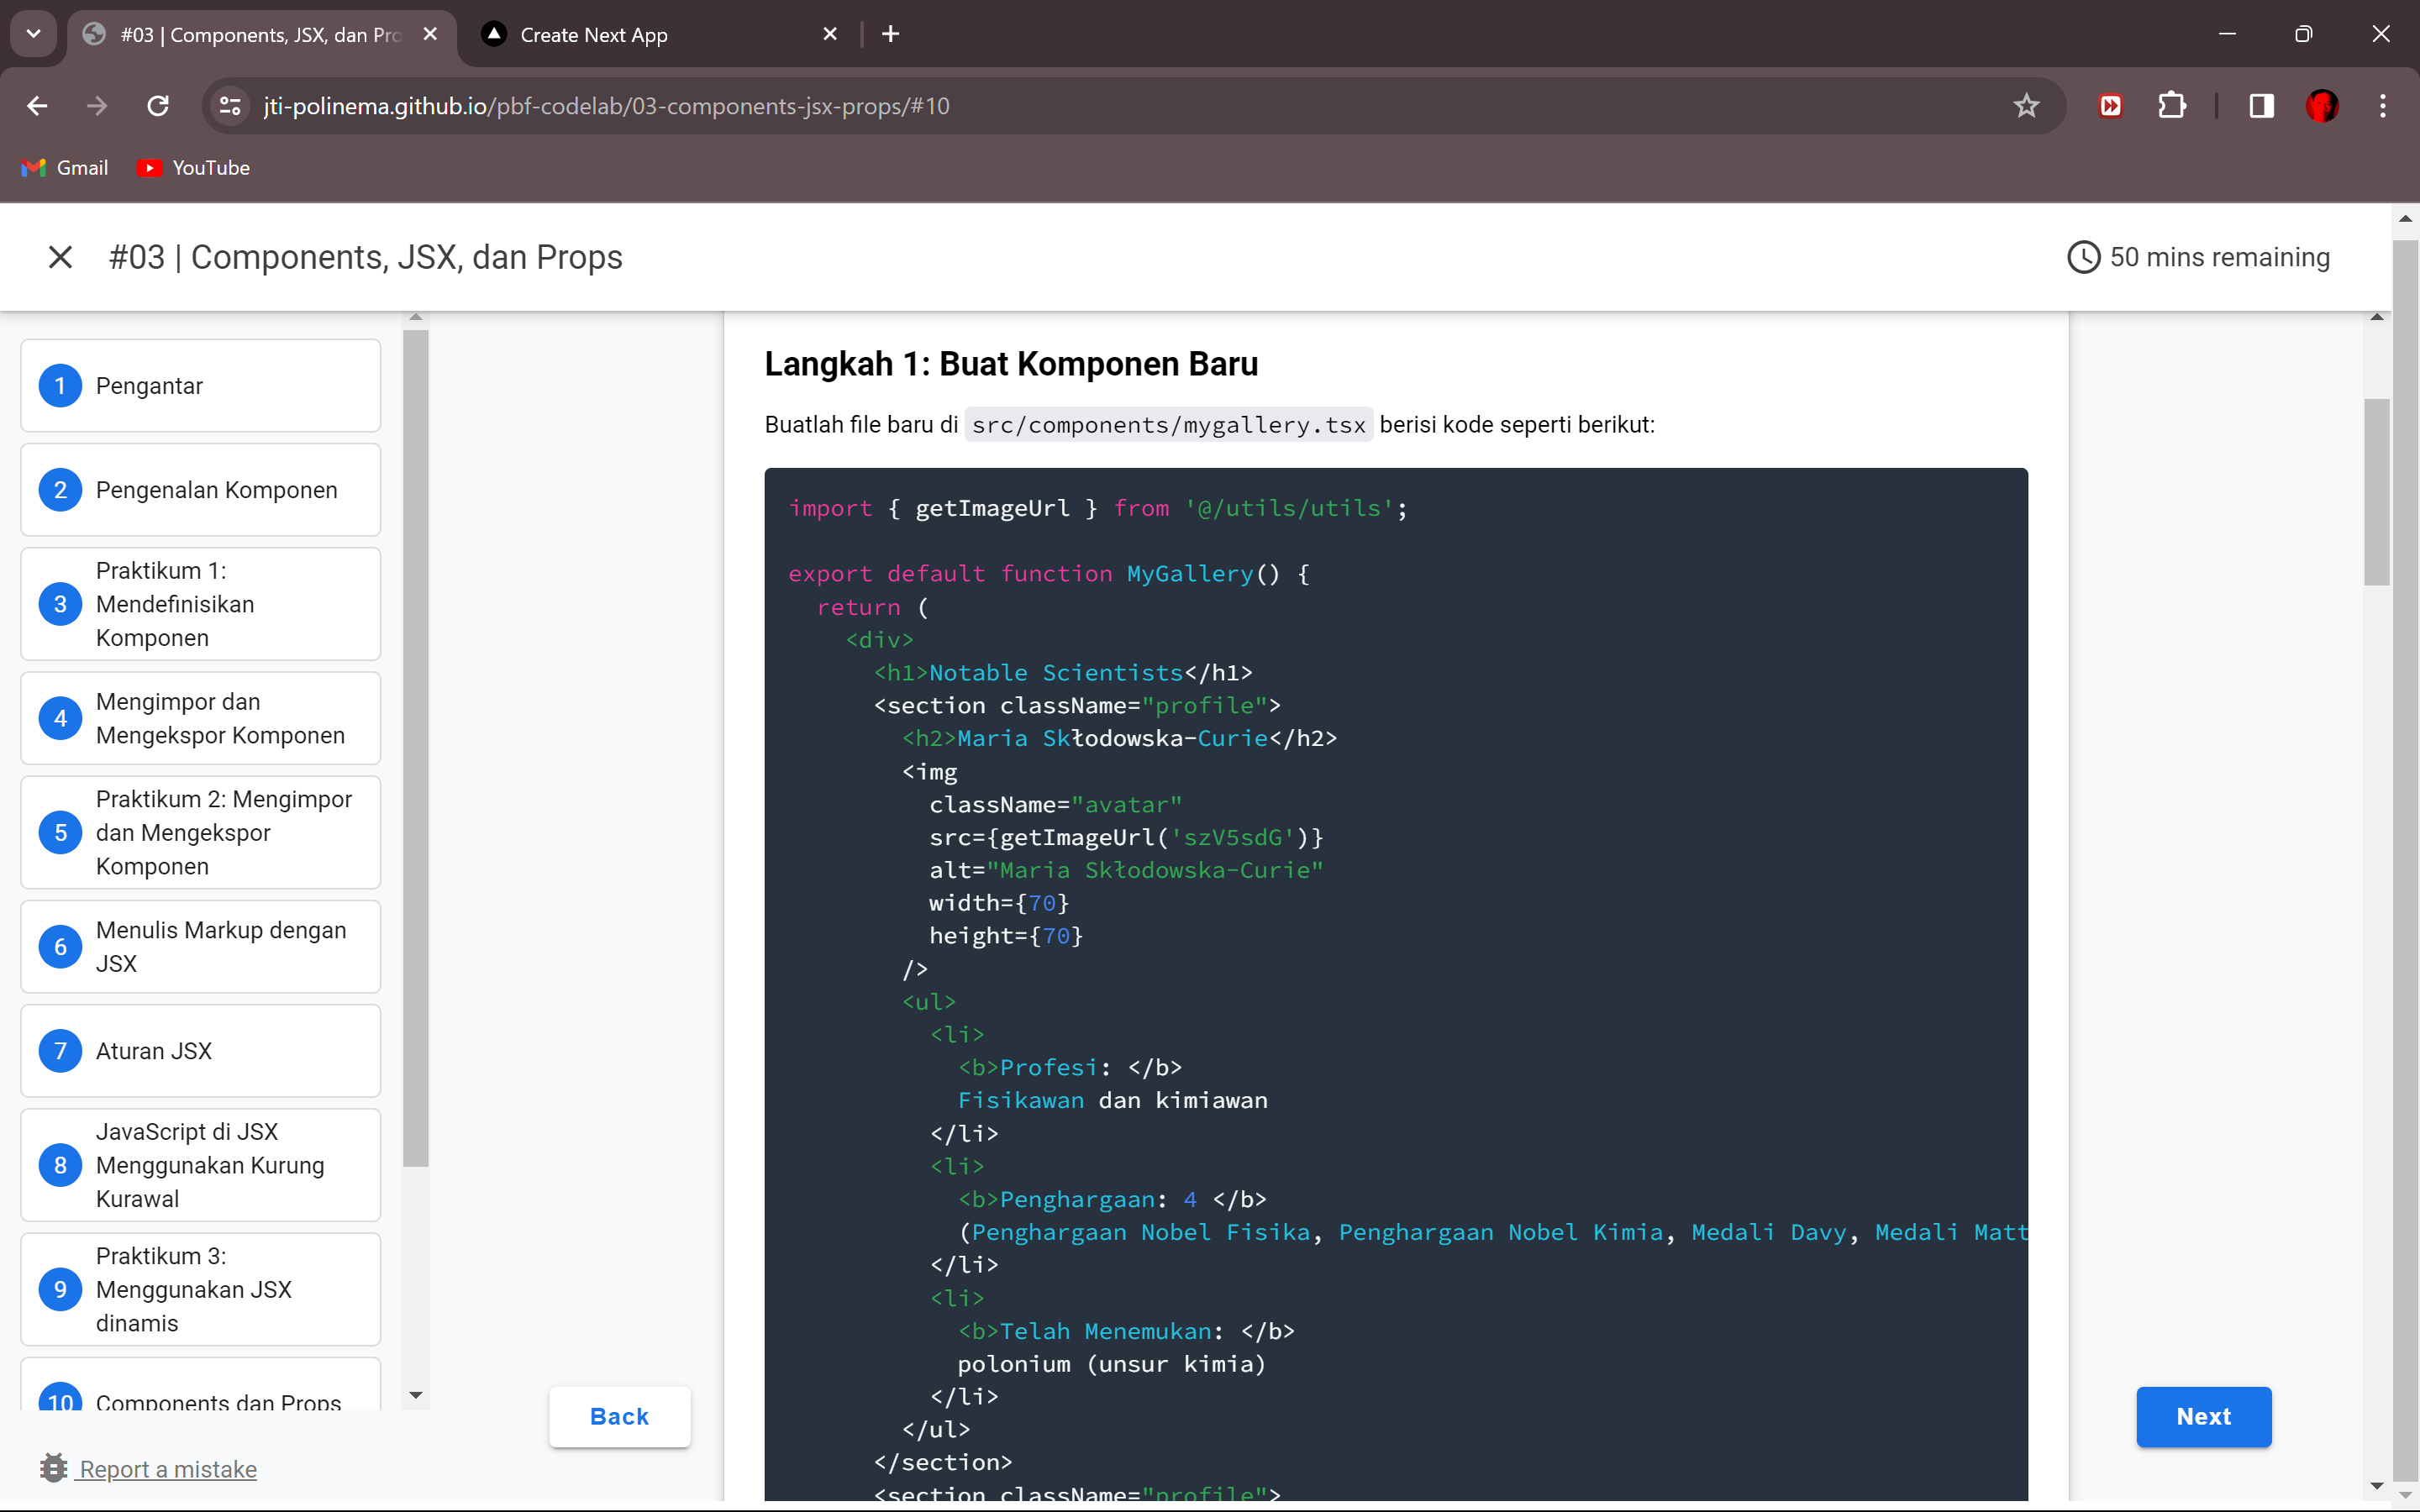 #03 | Components, JSX, dan Pro
Create Next App
jti-polinema.github.io/pbf-codelab/03-components-jsx-props/#10
Gmail
YouTube
#03 | Components, JSX, dan Props
50 mins remaining
1 Pengantar
2 Pengenalan Komponen
3 Praktikum 1:
Mendefinisikan
Komponen
4 Mengimpor dan
Mengekspor Komponen
5 Praktikum 2: Mengimpor
dan Mengekspor
Komponen
6 Menulis Markup dengan
JSX
7 Aturan JSX
8 JavaScript di JSX
Menggunakan Kurung
Kurawal
9 Praktikum 3:
Menggunakan JSX
dinamis
10 Components dan Props
Report a mistake
Langkah 1: Buat Komponen Baru
Buatlah file baru di src/components/mygallery.tsx berisi kode seperti berikut:
import { getImageUrl } from '@/utils/utils';
export default function MyGallery() {
return (
<div>
<h1>Notable Scientists</h1>
<section className="profile">
<h2>Maria Skłodowska-Curie</h2>
<img
className="avatar"
src={getImageUrl('szV5sdG')}
alt="Maria Skłodowska-Curie"
width={70}
height={70}
/>
<ul>
<li>
<b>Profesi: </b>
Fisikawan dan kimiawan
</li>
<li>
<b>Penghargaan: 4 </b>
(Penghargaan Nobel Fisika, Penghargaan Nobel Kimia, Medali Davy, Medali Matt
</li>
<li>
<b>Telah Menemukan: </b>
polonium (unsur kimia)
</li>
</ul>
</section>
<section className="profile">
Back
Next